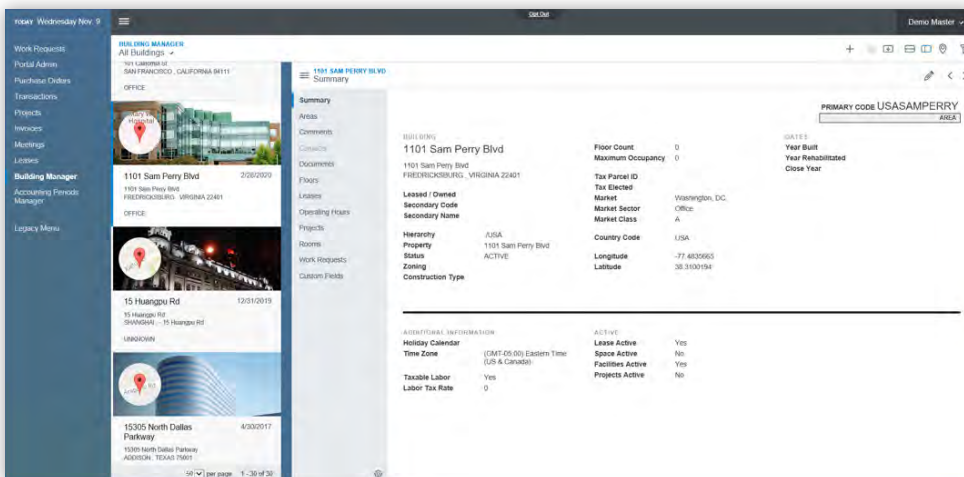 TODAY Wednesday Nov. 9
Opt Out
Demo Master
Work Requests
Portal Admin
Purchase Orders
Transactions
Projects
Invoices
Meetings
Leases
Building Manager
Accounting Periods
Manager
Legacy Menu
BUILDING MANAGER
All Buildings
101 California St
SAN FRANCISCO , CALIFORNIA 94111
OFFICE
Hospital
1101 Sam Perry Blvd 2/28/2020
1101 Sam Perry Blvd
FREDRICKSBURG , VIRGINIA 22401
OFFICE
15 Huangpu Rd 12/31/2019
15 Huangpu Rd
SHANGHAI, -- 15 Huangpu Rd
UNKNOWN
15305 North Dallas
Parkway 4/30/2017
15305 North Dallas Parkway
ADDISON , TEXAS 75001
50 per page 1 - 30 of 30
1101 SAM PERRY BLVD
Summary
Summary
Areas
Comments
Contacts
Documents
Floors
Leases
Operating Hours
Projects
Rooms
Work Requests
Custom Fields
PRIMARY CODE USASAMPERRY
AREA
BUILDING
1101 Sam Perry Blvd
1101 Sam Perry Blvd
FREDRICKSBURG , VIRGINIA 22401
Leased / Owned
Secondary Code
Secondary Name
Hierarchy /USA
Property 1101 Sam Perry Blvd
Status ACTIVE
Zoning
Construction Type
Floor Count 0
Maximum Occupancy 0
Tax Parcel ID
Tax Elected
Market Washington, DC.
Market Sector Office
Market Class A
Country Code USA
Longitude -77.4835665
Latitude 38.3100194
DATES
Year Built
Year Rehabilitated
Close Year
ADDITIONAL INFORMATION
Holiday Calendar
Time Zone (GMT-05:00) Eastern Time
(US & Canada)
Taxable Labor Yes
Labor Tax Rate 0
ACTIVE
Lease Active Yes
Space Active No
Facilities Active Yes
Projects Active No